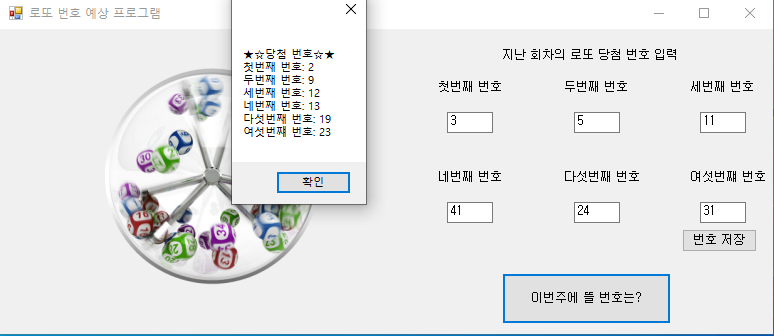 로또 번호 예상 프로그램
★☆당첨 번호☆★
첫번째 번호: 2
두번째 번호: 9
세번째 번호: 12
네번째 번호: 13
다섯번째 번호: 19
여섯번째 번호: 23
확인
지난 회차의 로또 당첨 번호 입력
첫번째 번호 두번째 번호 세번째 번호
3 5 11
네번째 번호 다섯번째 번호 여섯번째 번호
41 24 31
번호 저장
이번주에 뜰 번호는?